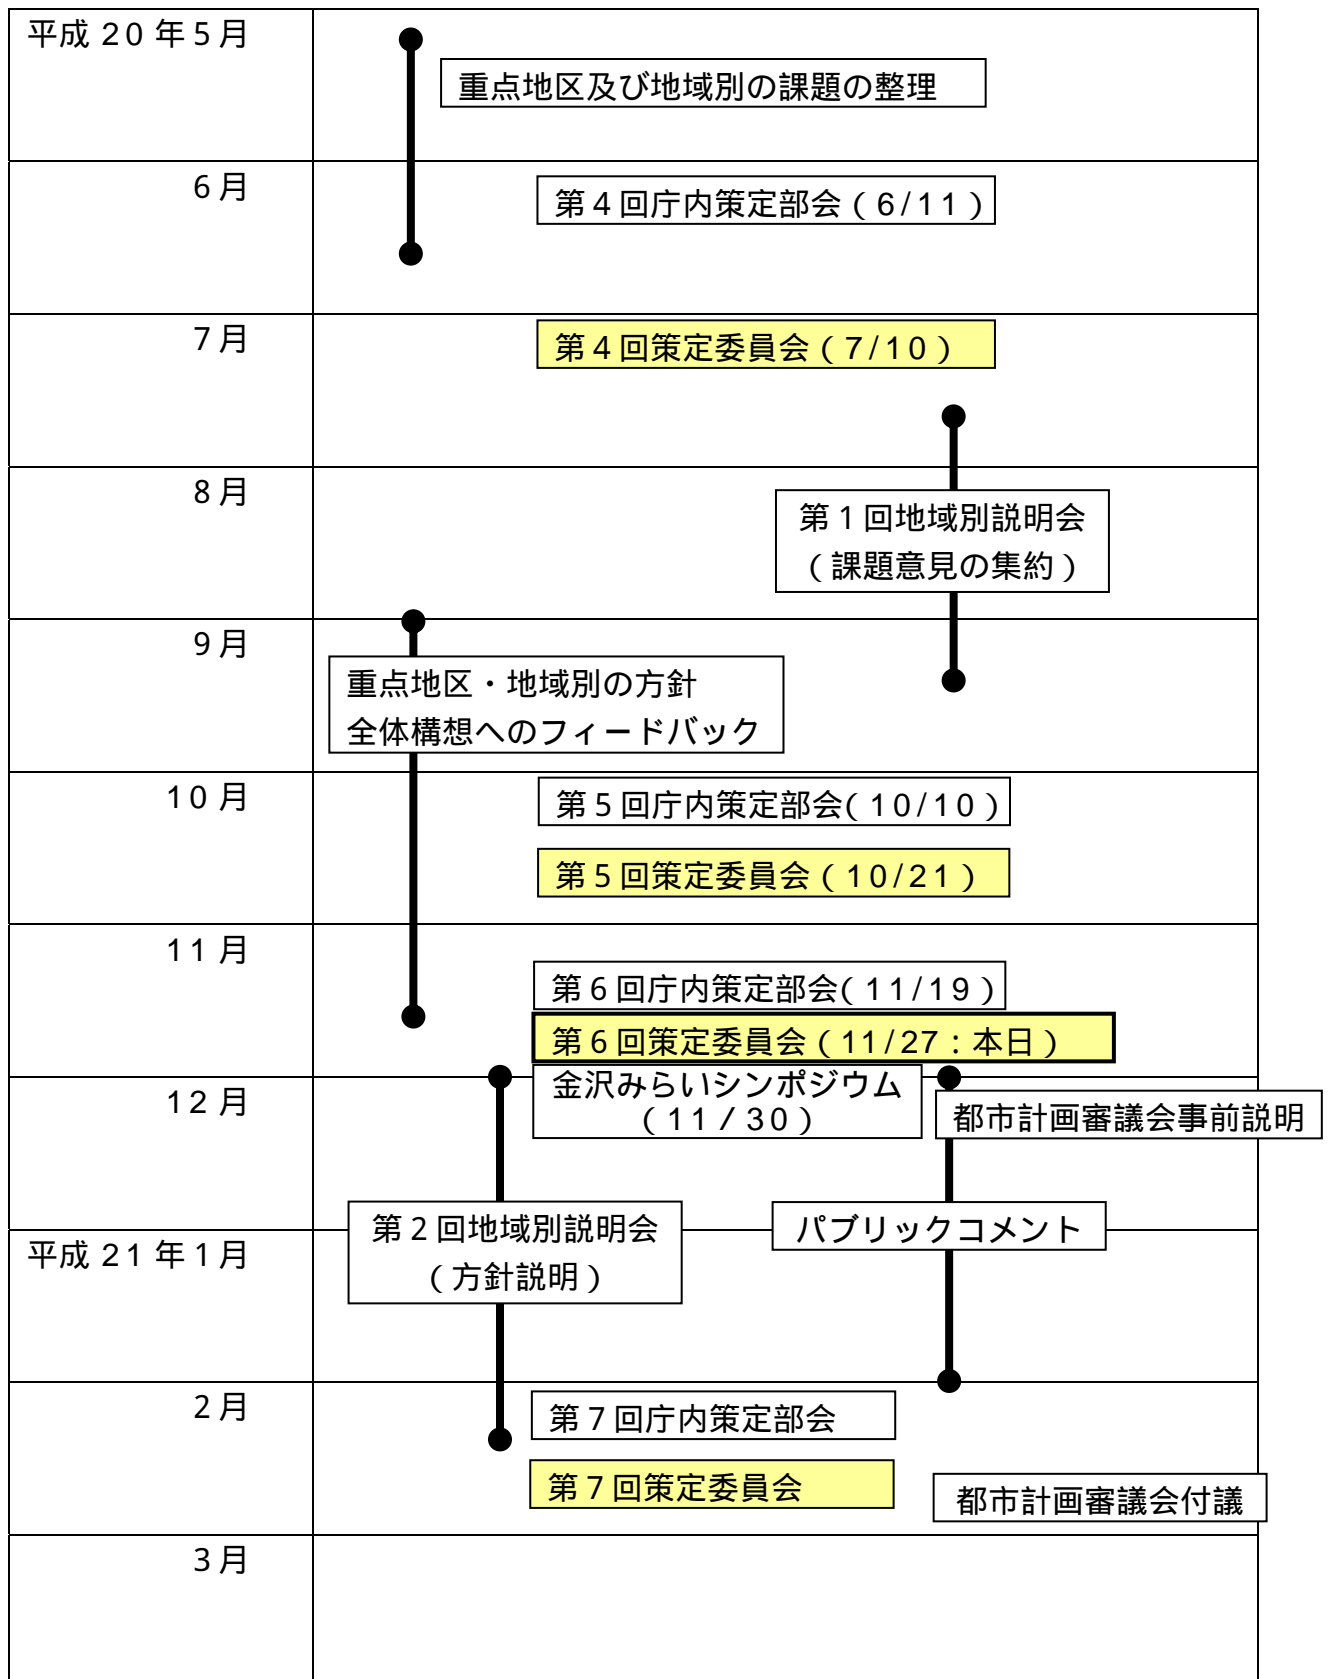 平成20年5月
重点地区及び地域別の課題の整理
6月
第4回庁内策定部会(6/11)
7月
第4回策定委員会(7/10)
8月
第1回地域別説明会
(課題意見の集約)
9月
重点地区・地域別の方針
全体構想へのフィードバック
10月
第5回庁内策定部会(10/10)
第5回策定委員会(10/21)
11月
第6回庁内策定部会(11/19)
第6回策定委員会(11/27:本日)
12月
金沢みらいシンポジウム
(11/30)
都市計画審議会事前説明
第2回地域別説明会
(方針説明)
パブリックコメント
平成21年1月
2月
第7回庁内策定部会
第7回策定委員会
都市計画審議会付議
3月